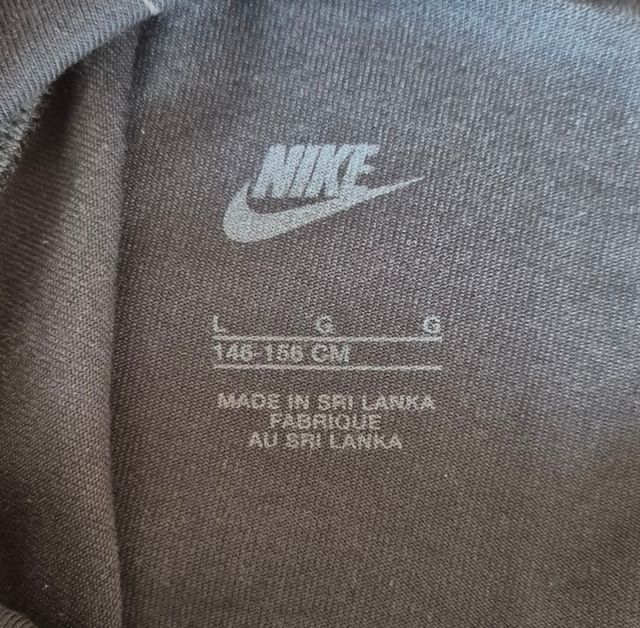 NIKE
L G G
146-156 CM
MADE IN SRI LANKA
FABRIQUE
AU SRI LANKA